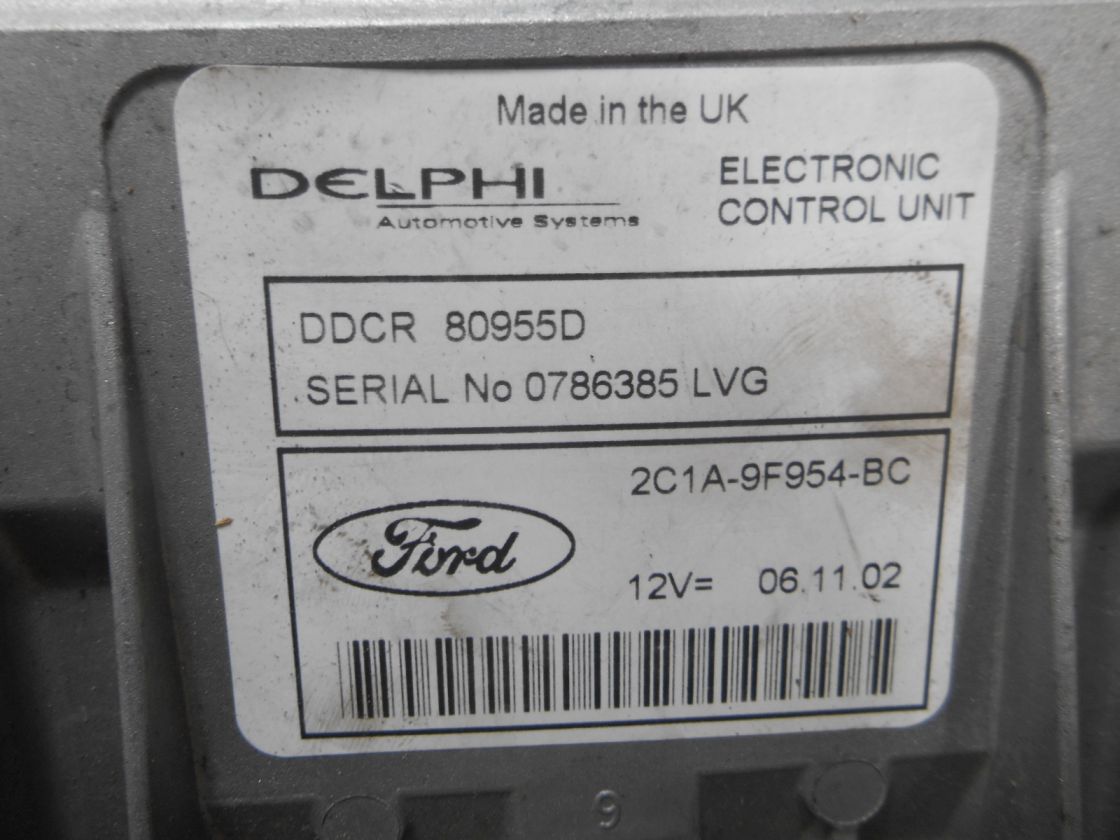 Made in the UK
DELPHI
Automotive Systems
ELECTRONIC
CONTROL UNIT
DDCR 80955D
SERIAL No 0786385 LVG
2C1A-9F954-BC
Ford
12V= 06.11.02
9